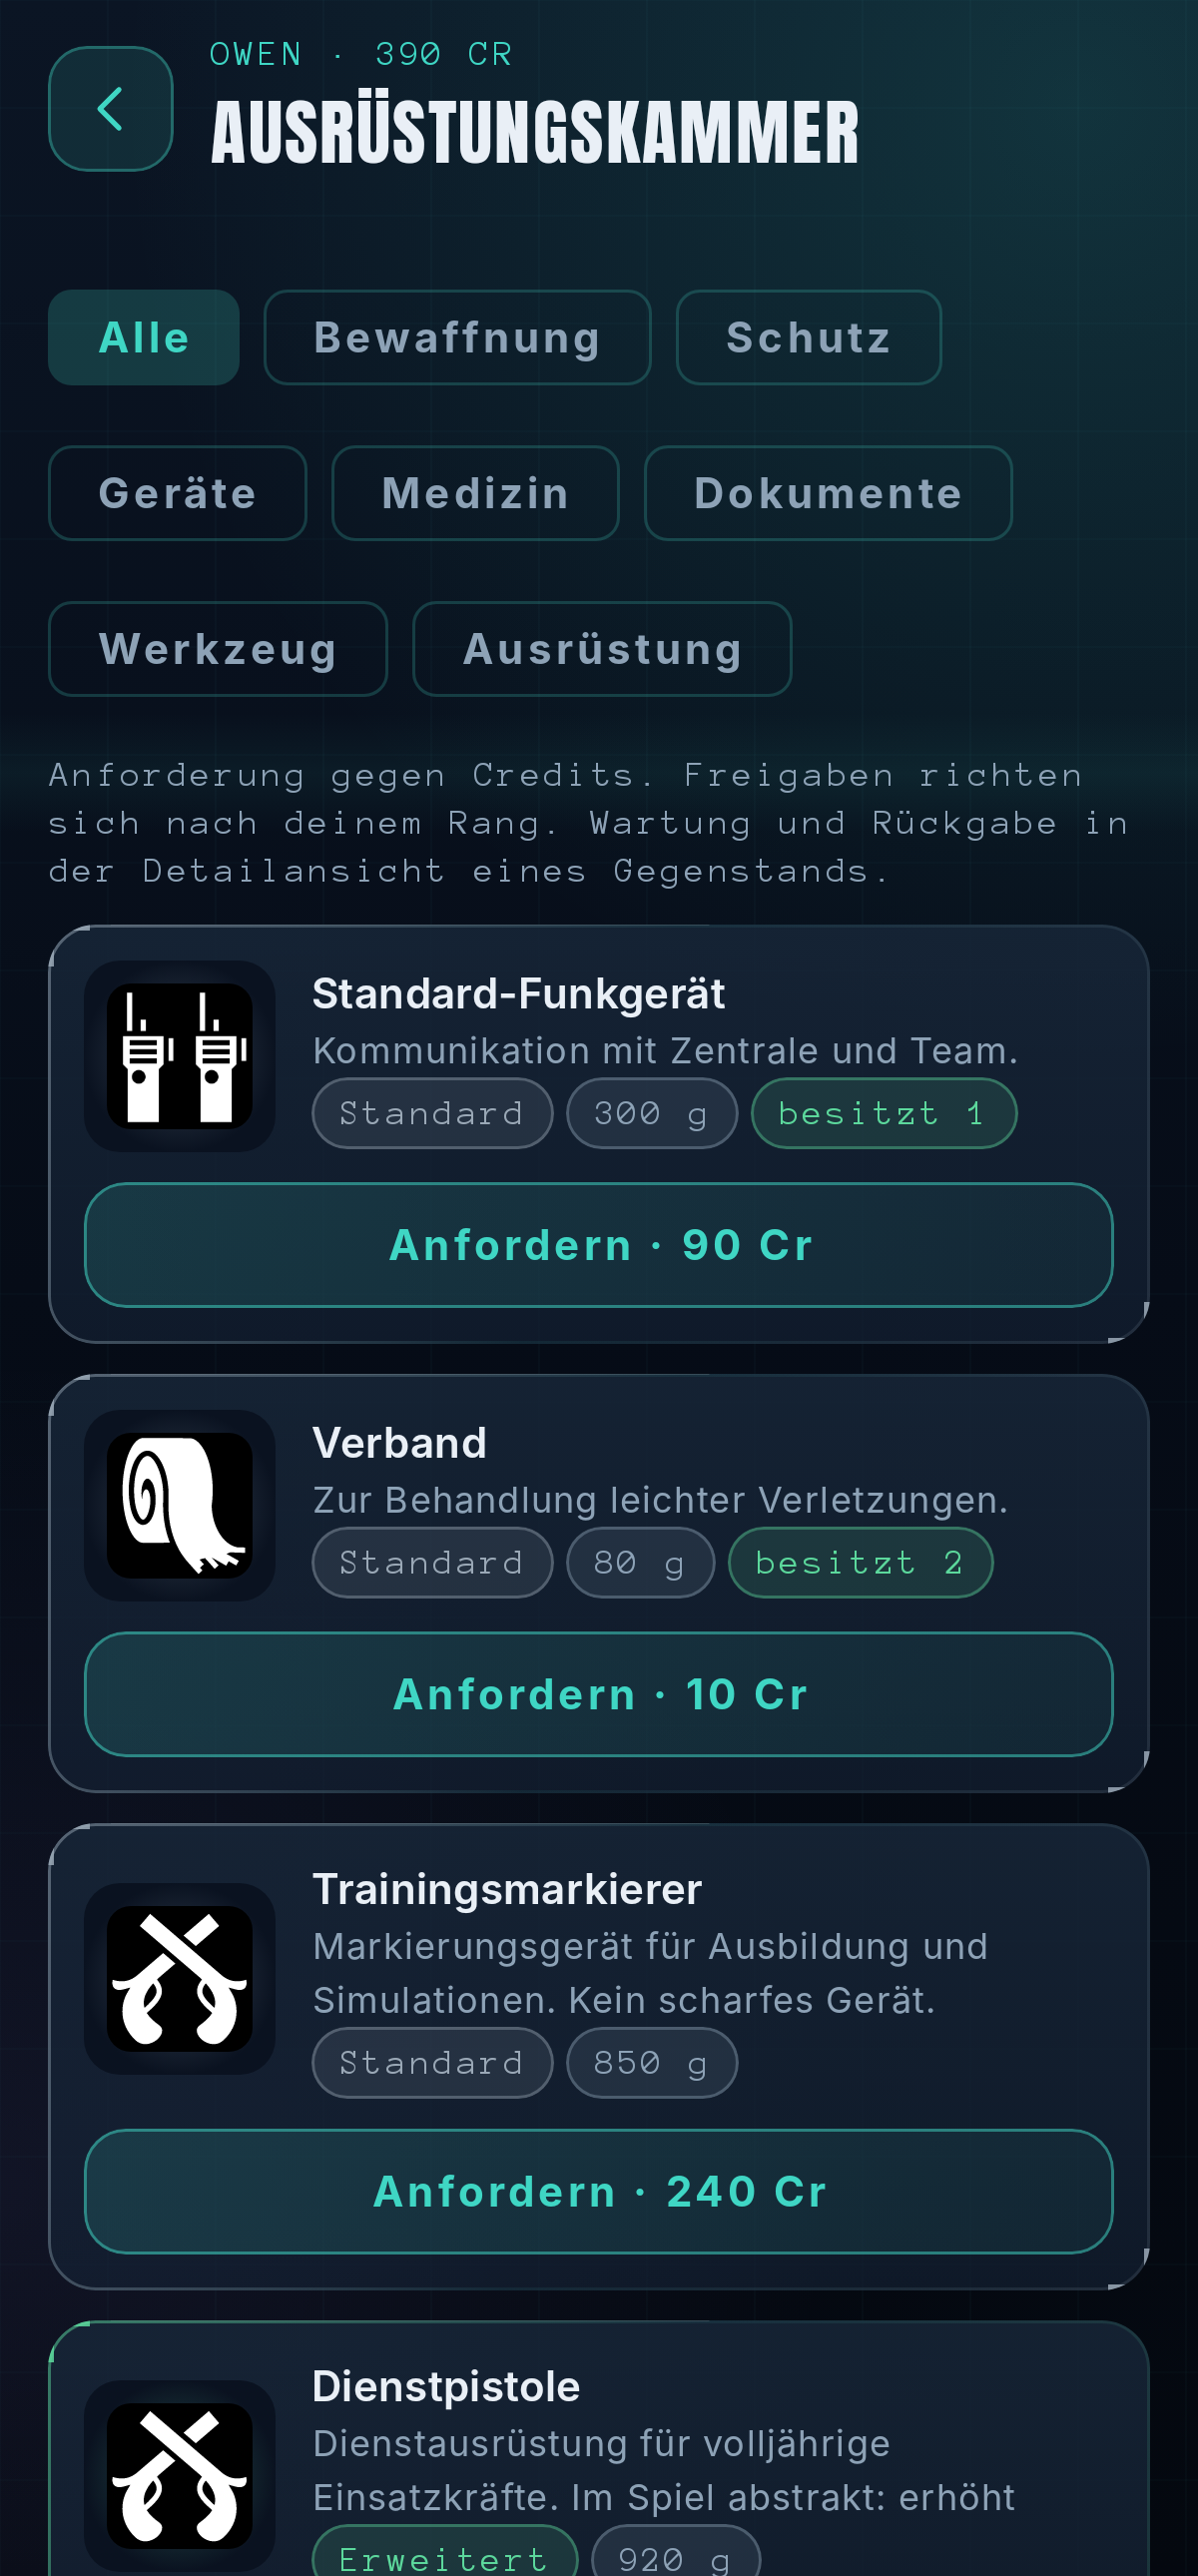 OWEN · 390 CR
AUSRÜSTUNGSKAMMER
Alle
Bewaffnung
Schutz
Geräte
Medizin
Dokumente
Werkzeug
Ausrüstung
Anforderung gegen Credits. Freigaben richten
sich nach deinem Rang. Wartung und Rückgabe in
der Detailansicht eines Gegenstands.
Standard-Funkgerät
Kommunikation mit Zentrale und Team.
Standard
300 g
besitzt 1
Anfordern · 90 Cr
Verband
Zur Behandlung leichter Verletzungen.
Standard
80 g
besitzt 2
Anfordern · 10 Cr
Trainingsmarkierer
Markierungsgerät für Ausbildung und
Simulationen. Kein scharfes Gerät.
Standard
850 g
Anfordern · 240 Cr
Dienstpistole
Dienstausrüstung für volljährige
Einsatzkräfte. Im Spiel abstrakt: erhöht
Erweitert
920 g